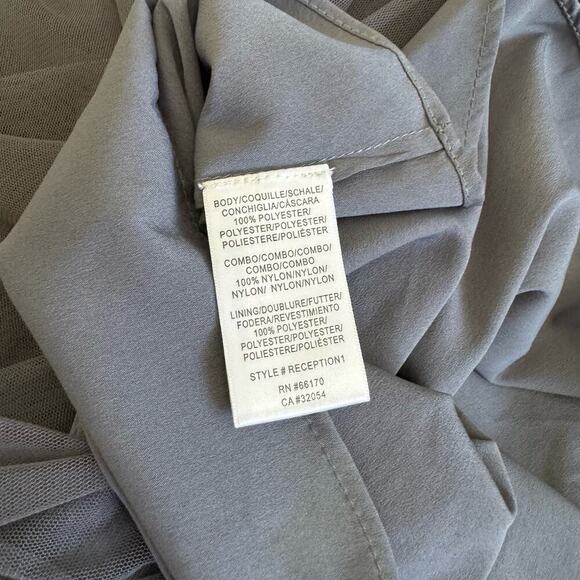 BODY/COQUILLE/SCHALE/
CONCHIGLIA/CÁSCARA
100% POLYESTER/
POLYESTER/POLYESTER/
POLIESTERE/POLIÉSTER
COMBO/COMBO/COMBO/
COMBO/COMBO
100% NYLON/NYLON/
NYLON/ NYLON/NYLON
LINING/DOUBLURE/FUTTER/
FODERA/REVESTIMIENTO
100% POLYESTER/
POLYESTER/POLYESTER/
POLIESTERE/POLIÉSTER
STYLE # RECEPTION1
RN #66170
CA #32054